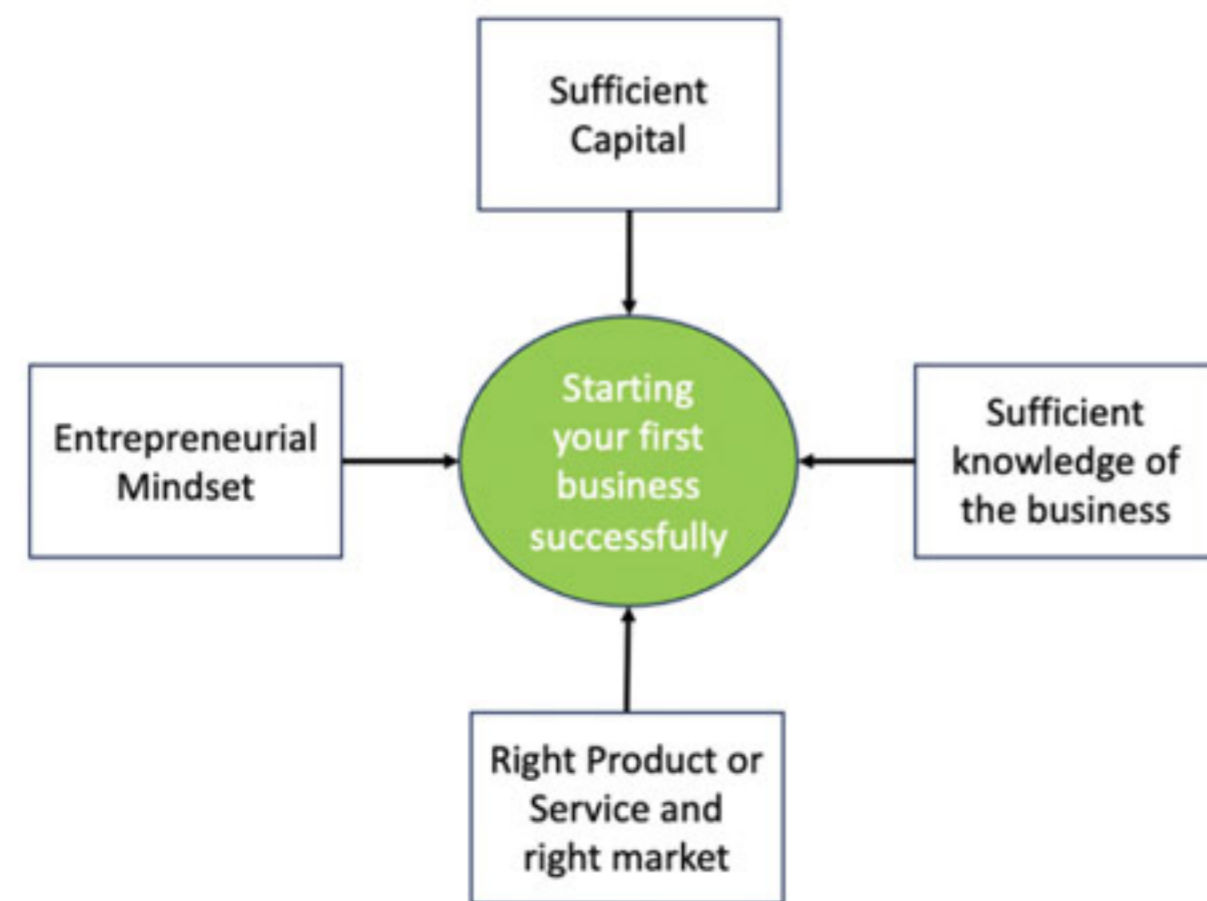 Sufficient
Capital
Entrepreneurial
Mindset
Starting
your first
business
successfully
Sufficient
knowledge of
the business
Right Product or
Service and
right market